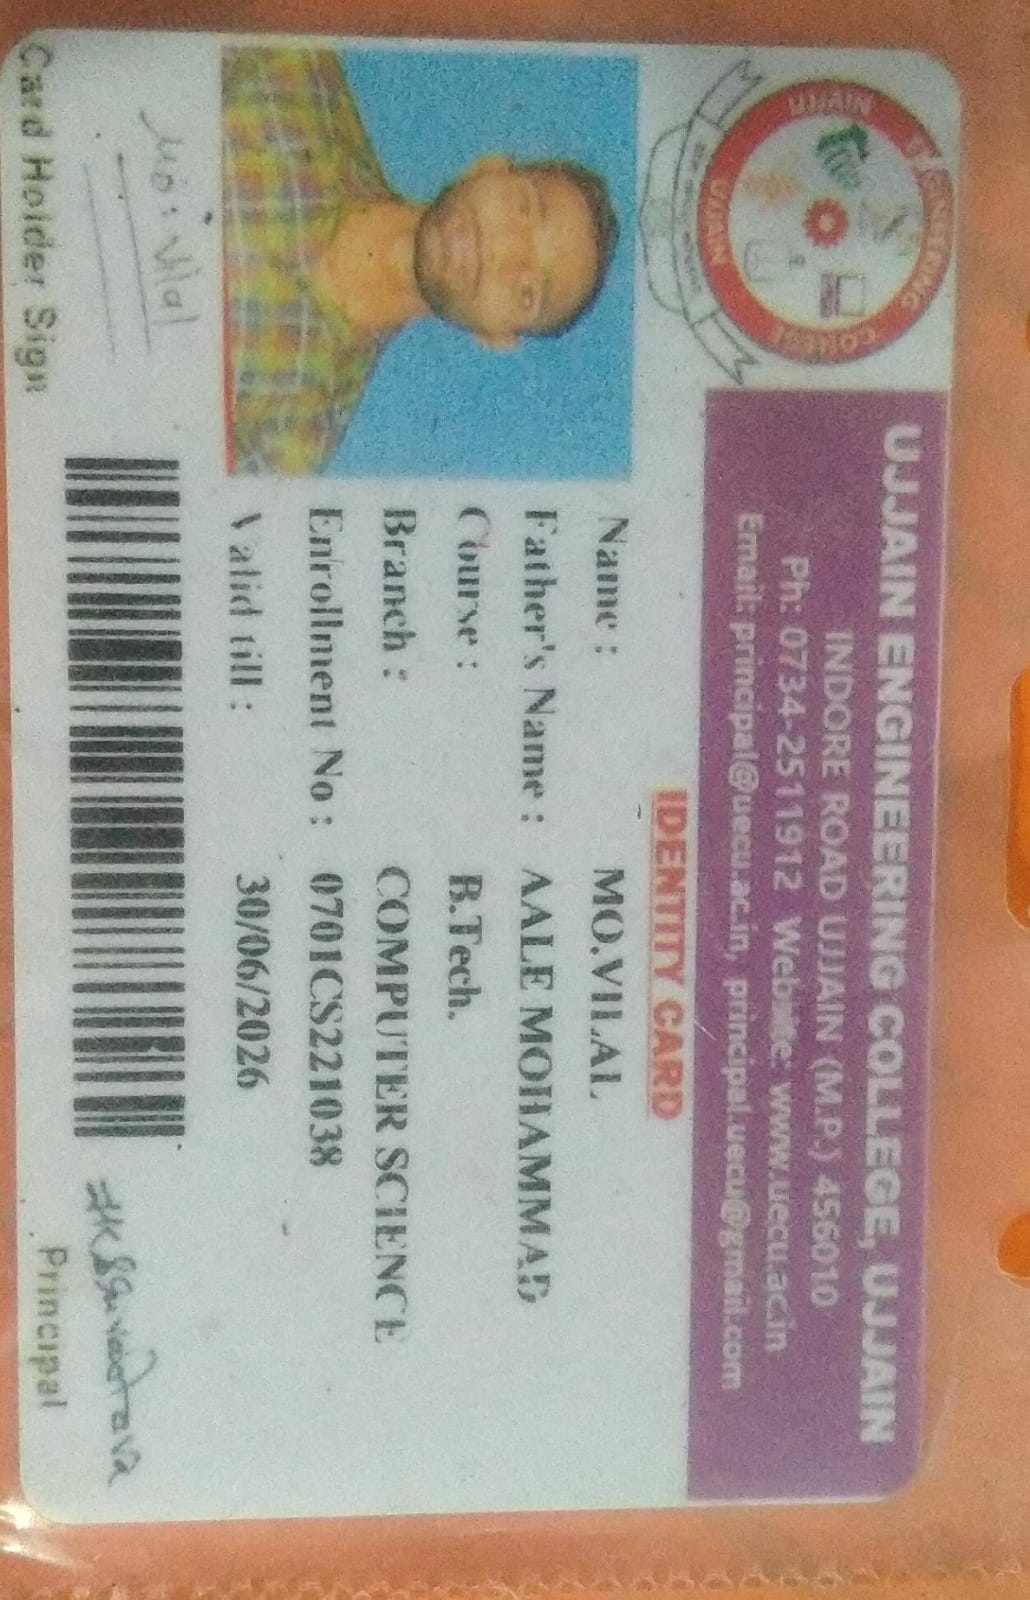 UJJAIN ENGINEERING COLLEGE, UJJAIN
INDORE ROAD UJJAIN (M.P.) 456010
Ph: 0734-2511912 Website: www.uecu.ac.in
Email: principal@uecu.ac.in, principal.uecu@gmail.com
UJJAIN ENGINEERING COLLEGE UJJAIN
IDENTITY CARD
Name : MO.VILAL
Father's Name : AALE MOHAMMAD
Course : B.Tech.
Branch : COMPUTER SCIENCE
Enrollment No : 0701CS221038
Valid till : 30/06/2026
Mo. Vilal
Card Holder Sign
Principal